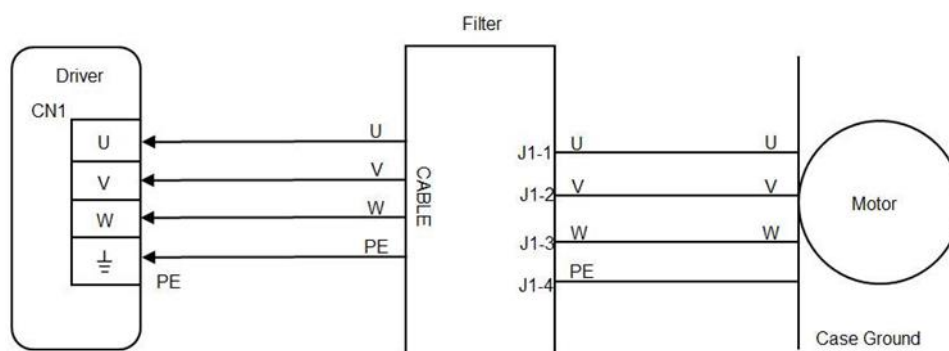 Filter
Driver
CN1
U
V
W
PE
U
V
W
PE
CABLE
J1-1
J1-2
J1-3
J1-4
U
V
W
PE
U
V
W
Motor
Case Ground